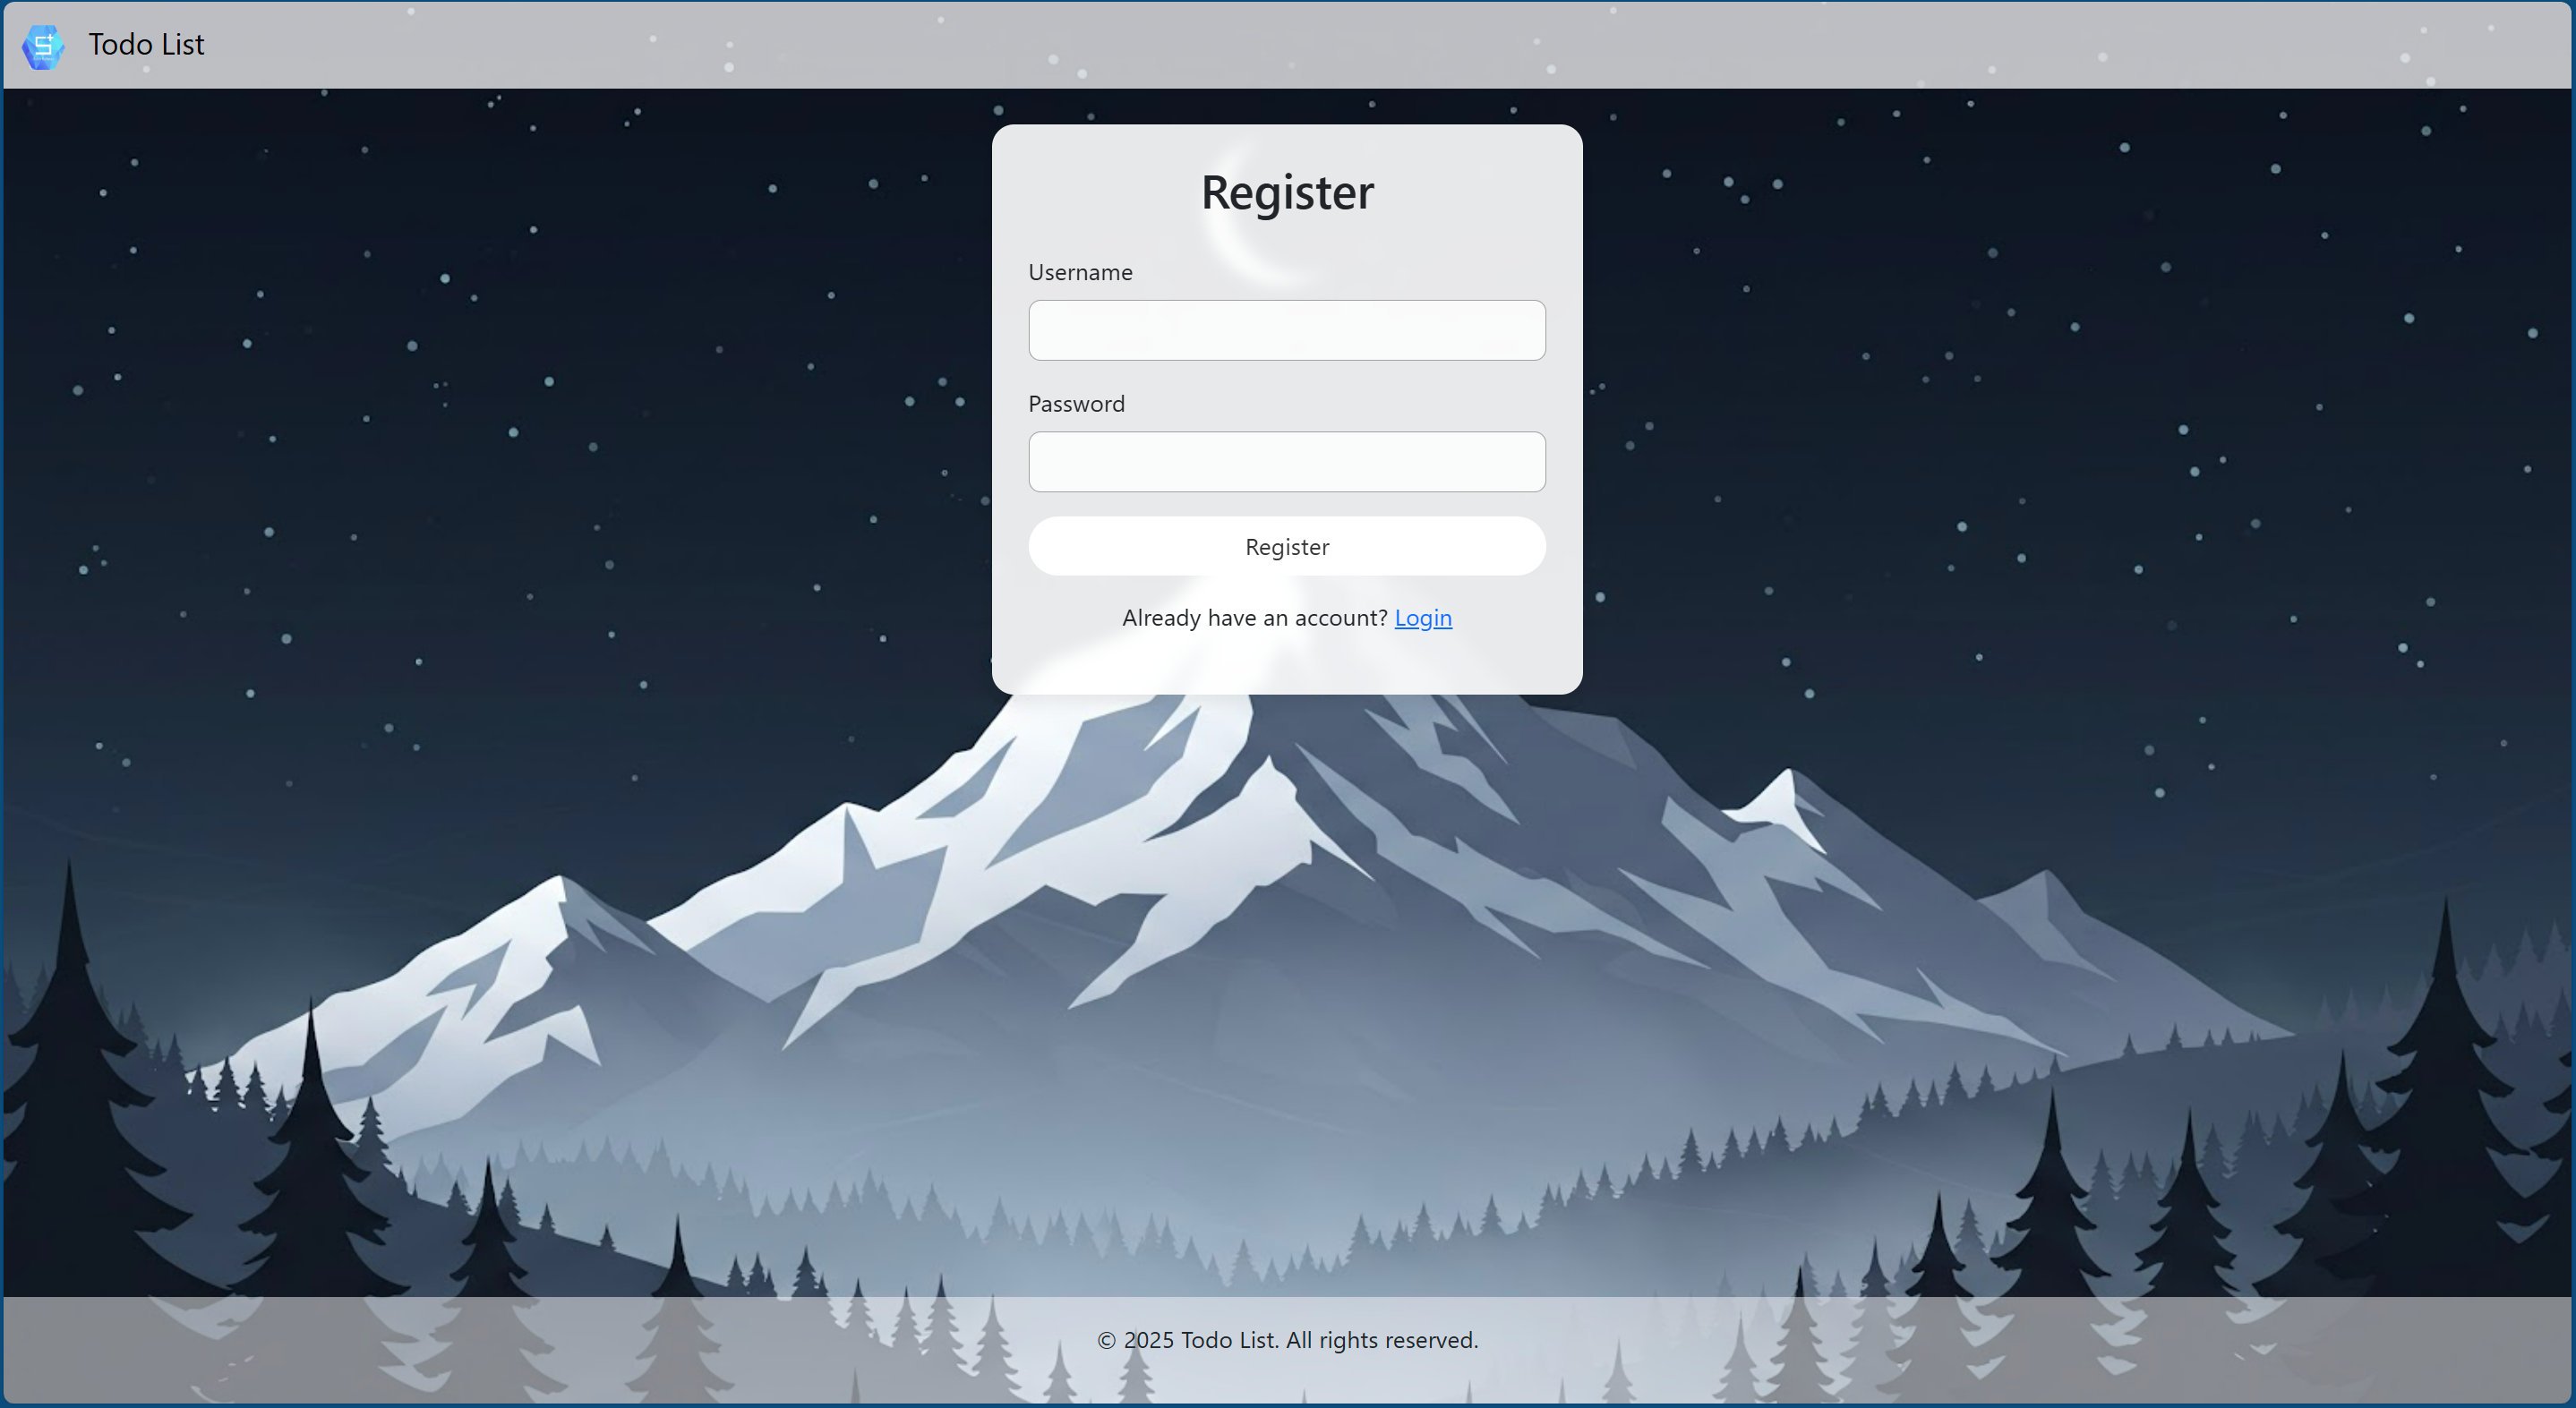 Todo List
Register
Username
Password
Register
Already have an account? Login
© 2025 Todo List. All rights reserved.